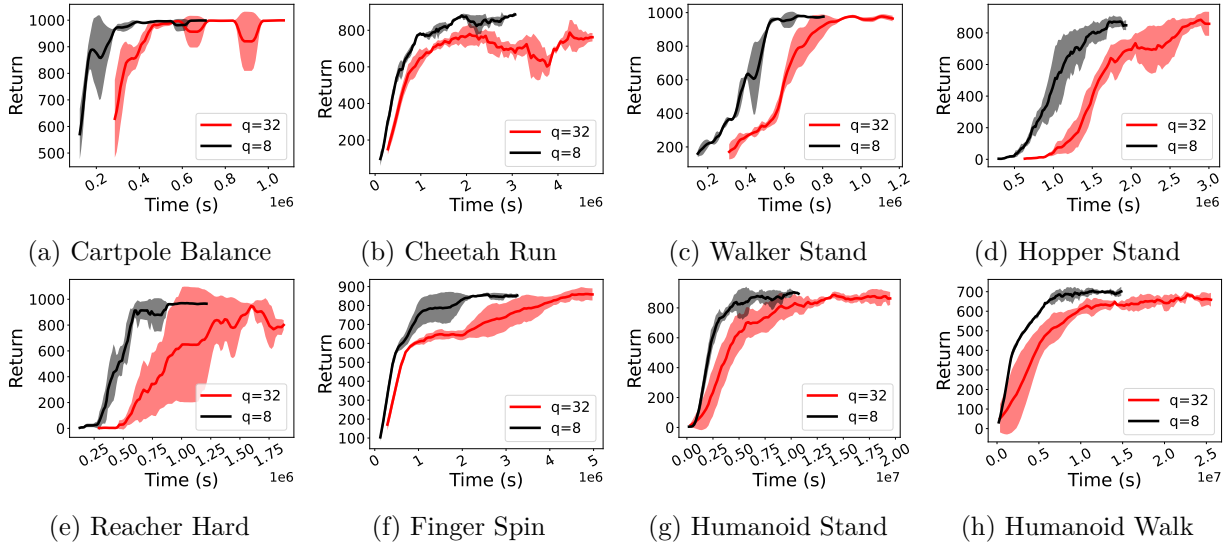 1000
900
800
700
600
500
Return
0.2
0.4
0.6
0.8
1.0
1e6
Time (s)
q=32
q=8
(a) Cartpole Balance
800
600
400
200
Return
0
1
2
3
4
1e6
Time (s)
q=32
q=8
(b) Cheetah Run
1000
800
600
400
200
Return
0.2
0.4
0.6
0.8
1.0
1.2
1e6
Time (s)
q=32
q=8
(c) Walker Stand
800
600
400
200
0
Return
0.5
1.0
1.5
2.0
2.5
3.0
1e6
Time (s)
q=32
q=8
(d) Hopper Stand
1000
800
600
400
200
0
Return
0.25
0.50
0.75
1.00
1.25
1.50
1.75
1e6
Time (s)
q=32
q=8
(e) Reacher Hard
900
800
700
600
500
400
300
200
100
Return
0
1
2
3
4
5
1e6
Time (s)
q=32
q=8
(f) Finger Spin
800
600
400
200
0
Return
0.00
0.25
0.50
0.75
1.00
1.25
1.50
1.75
2.00
1e7
Time (s)
q=32
q=8
(g) Humanoid Stand
700
600
500
400
300
200
100
0
Return
0.0
0.5
1.0
1.5
2.0
2.5
1e7
Time (s)
q=32
q=8
(h) Humanoid Walk